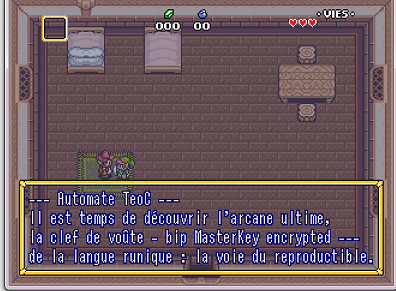 · VIES ·
000 00
--- Automate TeoC ---
Il est temps de découvrir l'arcane ultime,
la clef de voûte - bip MasterKey encrypted ---
de la langue runique : la voie du reproductible.